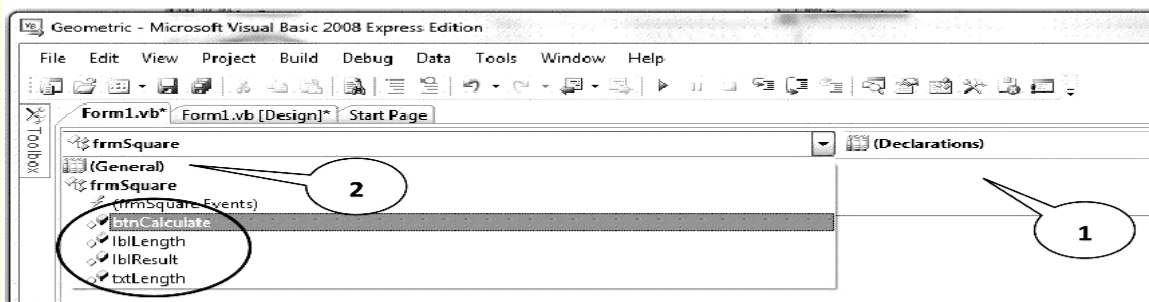 Geometric - Microsoft Visual Basic 2008 Express Edition
File Edit View Project Build Debug Data Tools Window Help
Toolbox
Form1.vb* Form1.vb [Design]* Start Page
frmSquare (Declarations)
(General)
frmSquare
(frmSquare Events)
btnCalculate
lblLength
lblResult
txtLength
2
1